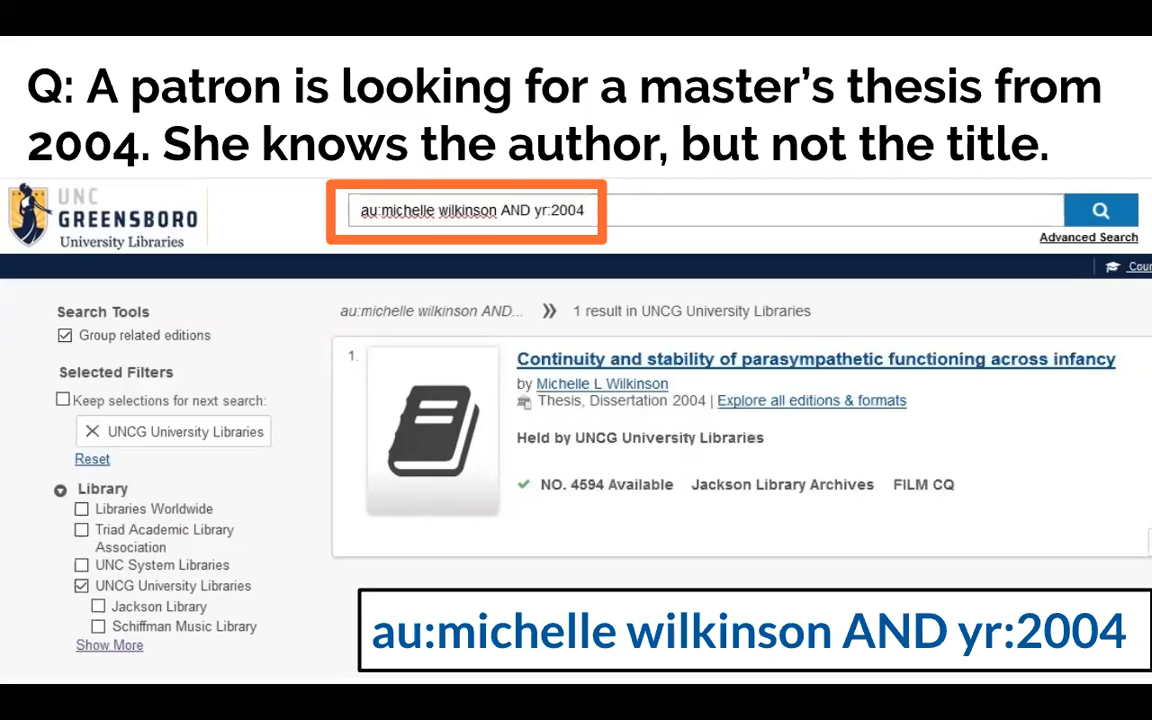 Q: A patron is looking for a master's thesis from
2004. She knows the author, but not the title.
UNC
GREENSBORO
University Libraries
au:michelle wilkinson AND yr:2004
Advanced Search
Cour
Search Tools
Group related editions
Selected Filters
Keep selections for next search:
UNCG University Libraries
Reset
Library
Libraries Worldwide
Triad Academic Library
Association
UNC System Libraries
UNCG University Libraries
Jackson Library
Schiffman Music Library
Show More
au:michelle wilkinson AND... » 1 result in UNCG University Libraries
1.
Continuity and stability of parasympathetic functioning across infancy
by Michelle L Wilkinson
Thesis, Dissertation 2004 | Explore all editions & formats
Held by UNCG University Libraries
NO. 4594 Available Jackson Library Archives FILM CQ
au:michelle wilkinson AND yr:2004